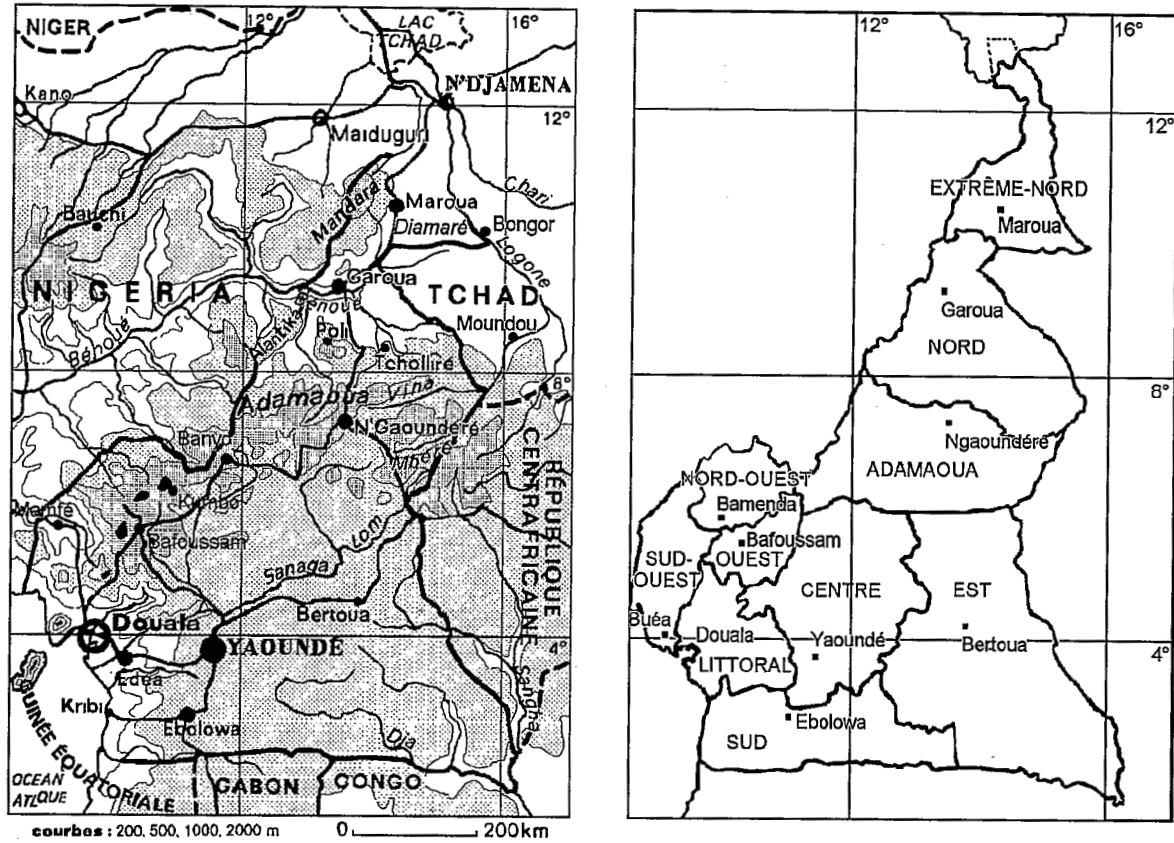 12°
16°
NIGER
LAC
TCHAD
N'DJAMENA
Kano
12°
Maïduguri
Chari
Mandara
Maroua
Bauchi
Diamaré
Bongor
Logone
NIGERIA
Garoua
TCHAD
Bénoué
Poli
Alantika
Moundou
Bénoué
Tcholliré
8°
Vina
Adamaoua
N'Gaoundéré
Banyo
Mbéré
RÉPUBLIQUE
CENTRAFRICAINE
Kumbo
Mamfé
Lom
Bafoussam
Sanaga
Bertoua
Douala
YAOUNDÉ
4°
Edéa
Sangha
Kribi
Ebolowa
Dja
GUINÉE ÉQUATORIALE
OCEAN
ATLQUE
GABON
CONGO
courbes : 200, 500, 1000, 2000 m
0 200km
12°
16°
12°
EXTRÊME-NORD
Maroua
Garoua
NORD
8°
Ngaoundéré
ADAMAOUA
NORD-OUEST
Bamenda
Bafoussam
SUD-
OUEST
OUEST
CENTRE
EST
Buéa
Douala
Yaoundé
Bertoua
LITTORAL
4°
Ebolowa
SUD